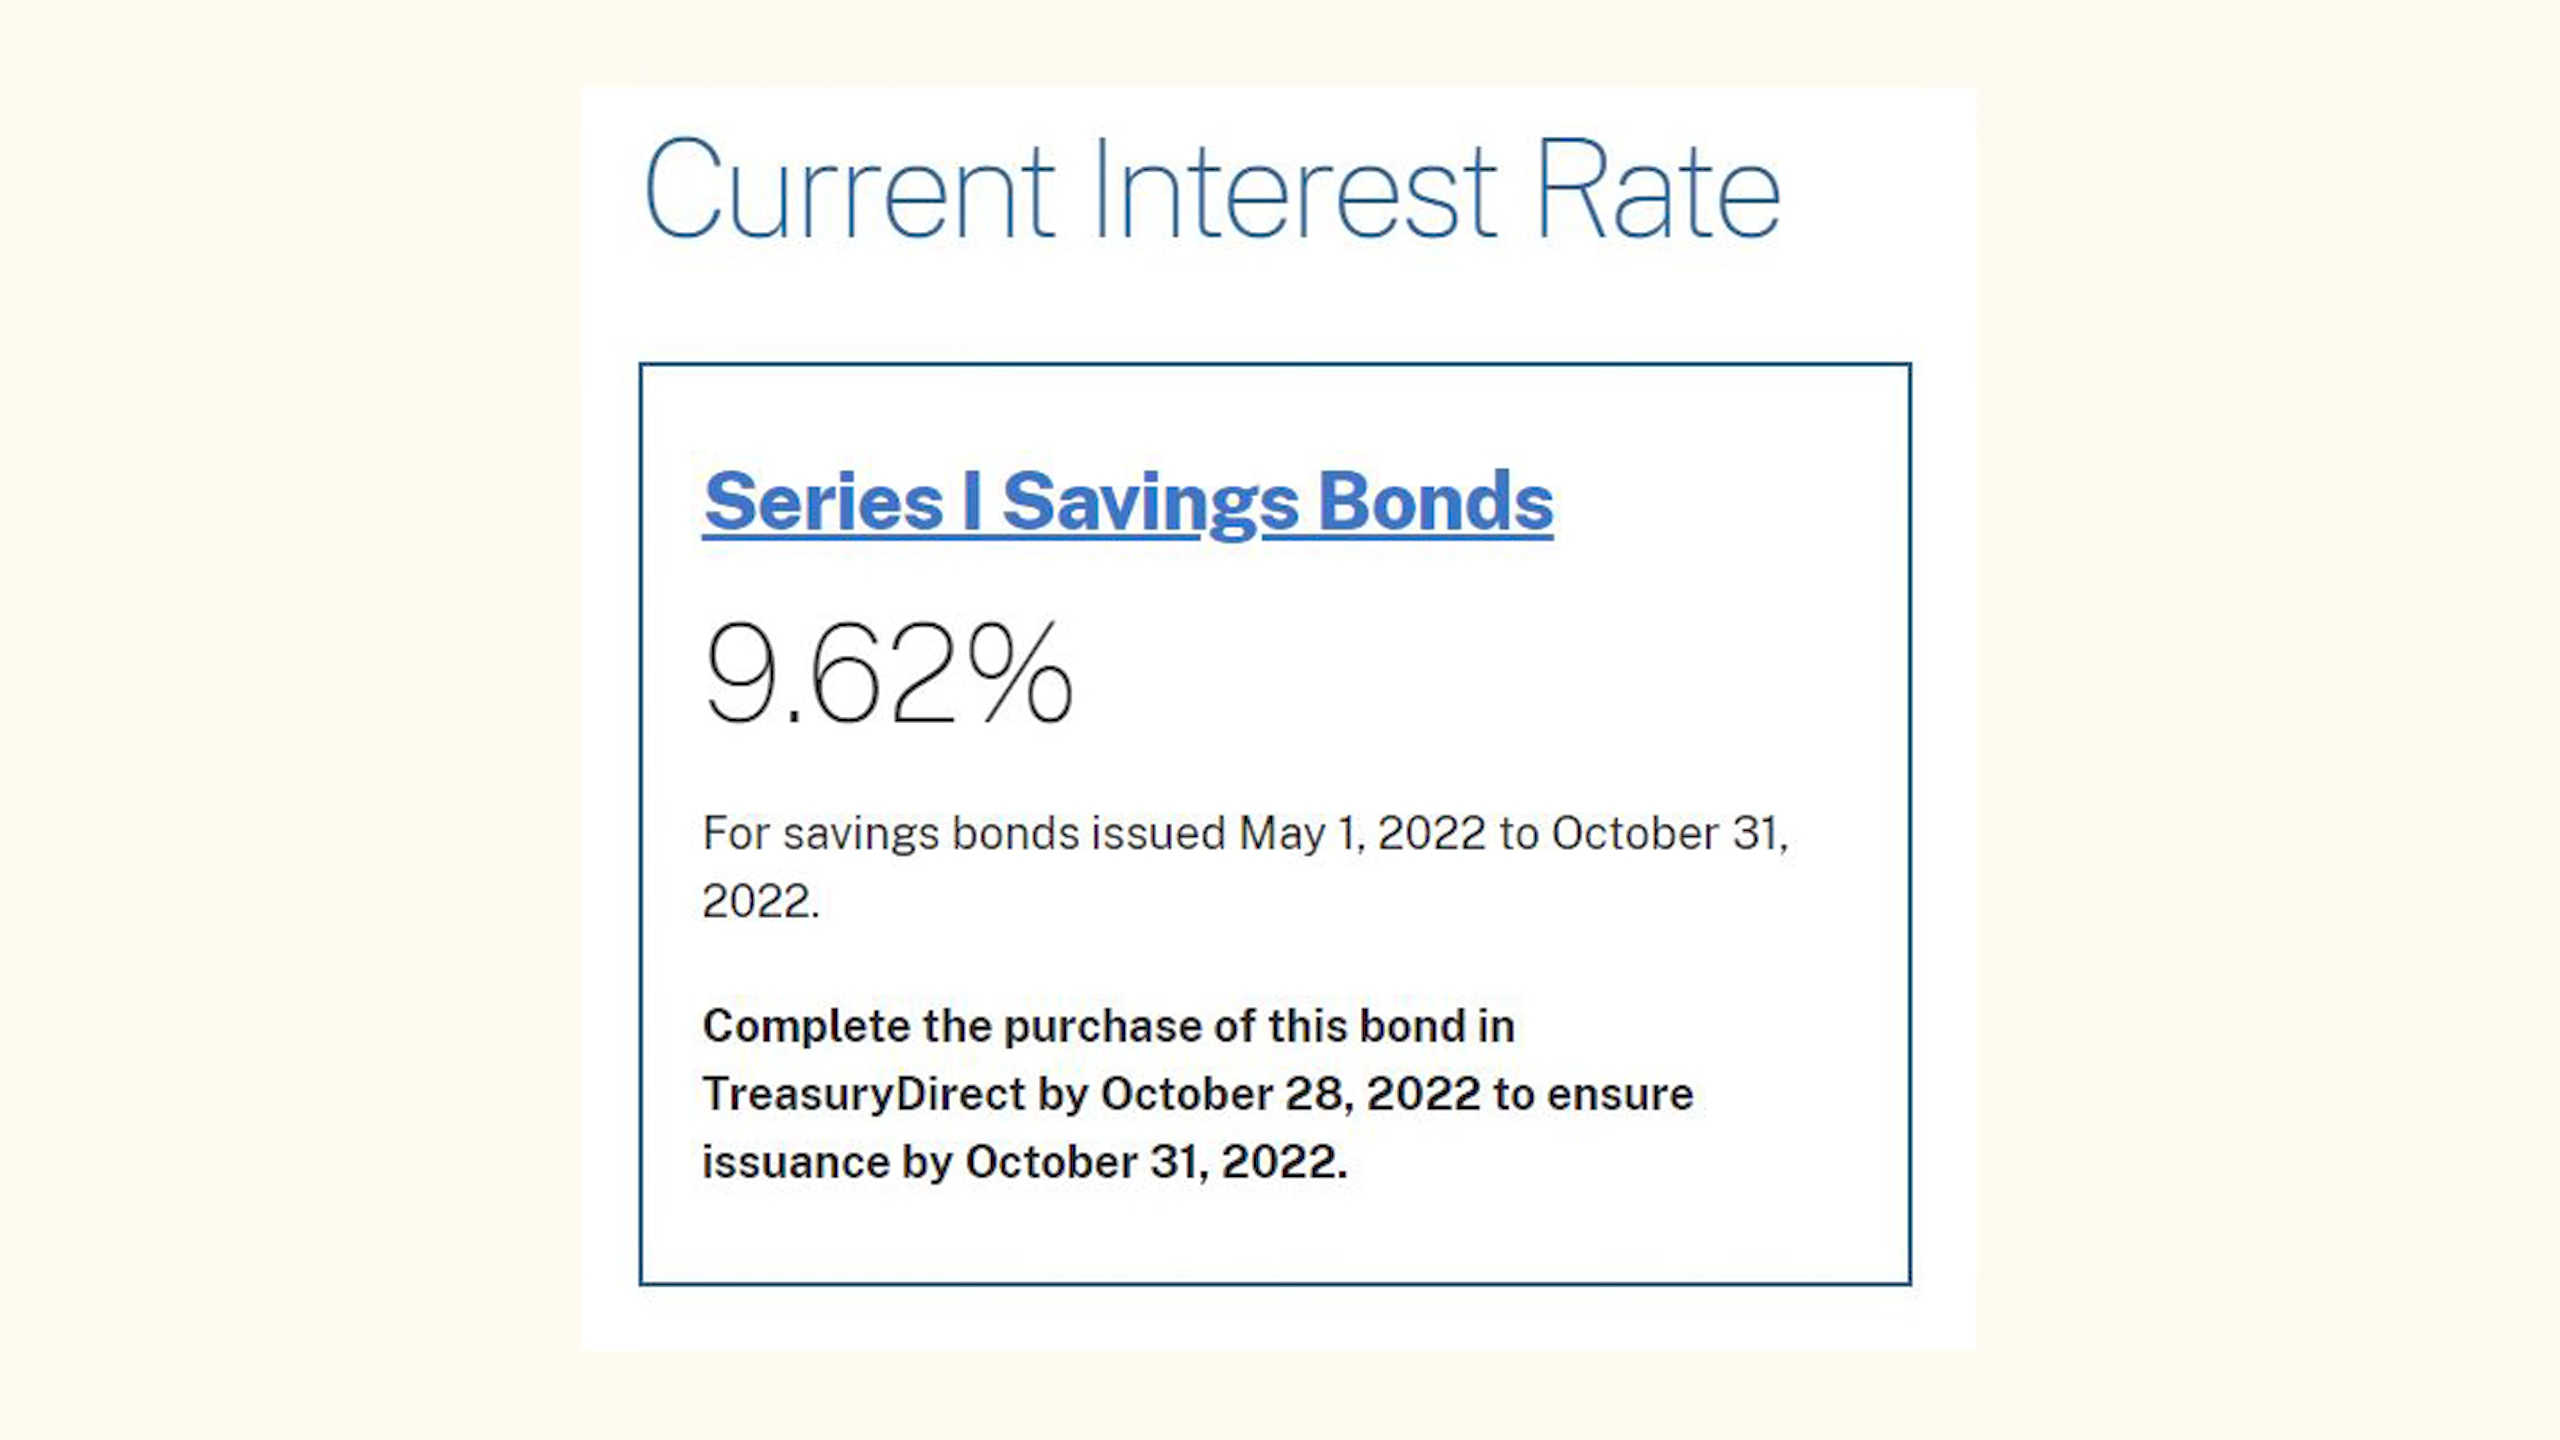 Current Interest Rate
Series I Savings Bonds
9.62%
For savings bonds issued May 1, 2022 to October 31,
2022.
Complete the purchase of this bond in
TreasuryDirect by October 28, 2022 to ensure
issuance by October 31, 2022.